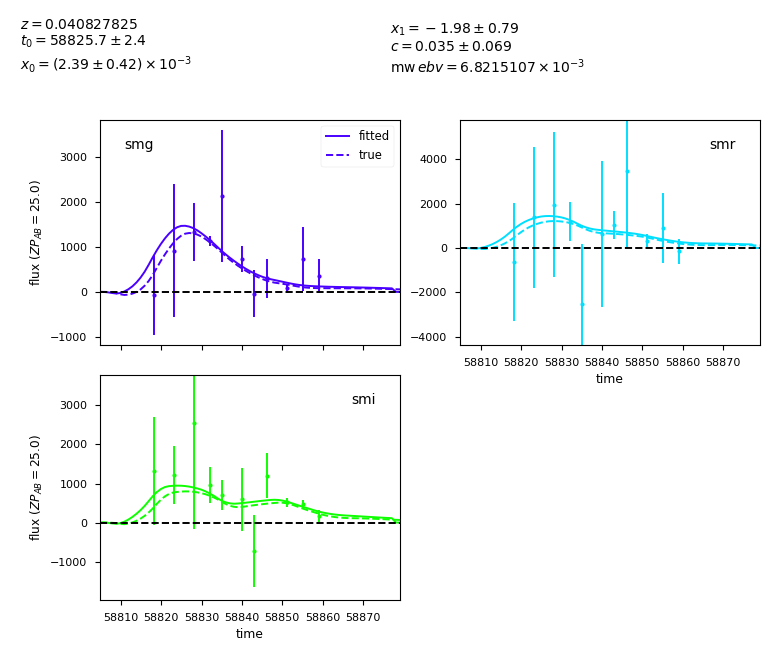 z = 0.040827825
t₀ = 58825.7 ± 2.4
x₀ = (2.39 ± 0.42) × 10⁻³
x₁ = −1.98 ± 0.79
c = 0.035 ± 0.069
mw ebv = 6.8215107 × 10⁻³
smg
fitted
true
3000
2000
1000
0
−1000
flux (ZP_AB = 25.0)
smr
4000
2000
0
−2000
−4000
58810 58820 58830 58840 58850 58860 58870
time
smi
3000
2000
1000
0
−1000
flux (ZP_AB = 25.0)
58810 58820 58830 58840 58850 58860 58870
time